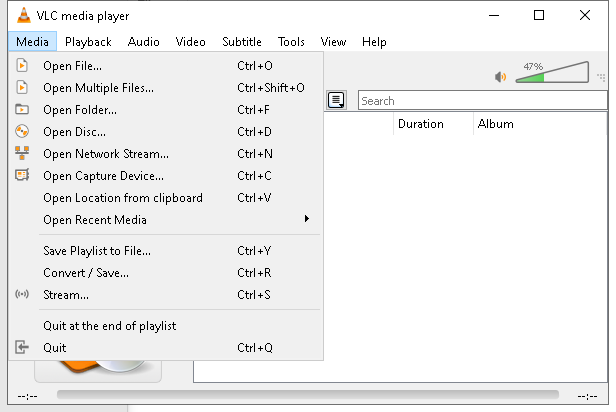 VLC media player
Media Playback Audio Video Subtitle Tools View Help
Open File... Ctrl+O
Open Multiple Files... Ctrl+Shift+O
Open Folder... Ctrl+F
Open Disc... Ctrl+D
Open Network Stream... Ctrl+N
Open Capture Device... Ctrl+C
Open Location from clipboard Ctrl+V
Open Recent Media
Save Playlist to File... Ctrl+Y
Convert / Save... Ctrl+R
Stream... Ctrl+S
Quit at the end of playlist
Quit Ctrl+Q
47%
Search
Duration Album
--:-- --:--